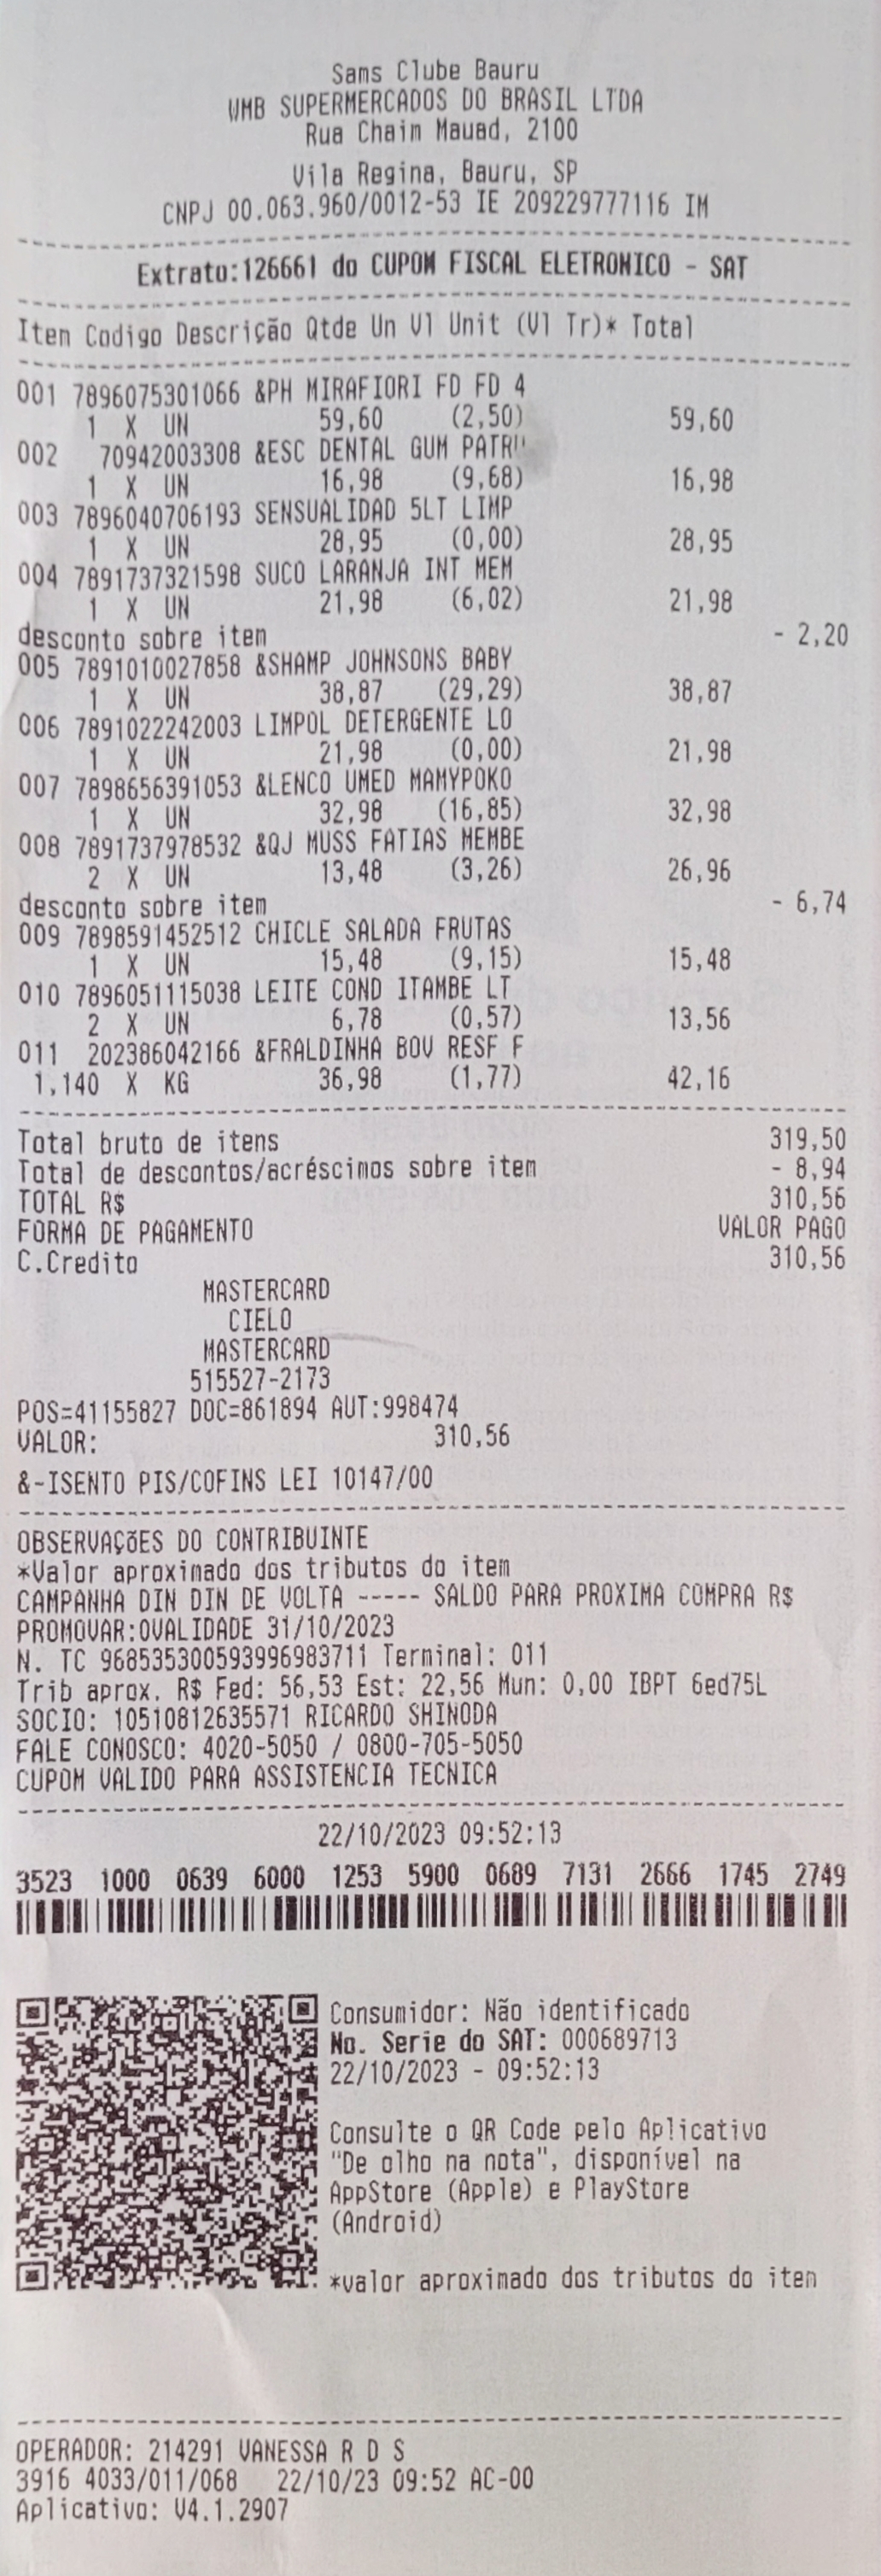 Sams Clube Bauru
WMB SUPERMERCADOS DO BRASIL LTDA
Rua Chaim Mauad, 2100
Vila Regina, Bauru, SP
CNPJ 00.063.960/0012-53 IE 209229777116 IM
Extrato:126661 do CUPOM FISCAL ELETRONICO - SAT
Item Codigo Descrição Qtde Un Vl Unit (Vl Tr)* Total
001 7896075301066 &PH MIRAFIORI FD FD 4
1 X UN 59,60 (2,50) 59,60
002 70942003308 &ESC DENTAL GUM
1 X UN 16,98 (9,68) 16,98
003 7896040706193 SENSUALIDAD 5LT LIMP
1 X UN 28,95 (0,00) 28,95
004 7891737321598 SUCO LARANJA INT MEM
1 X UN 21,98 (6,02) 21,98
desconto sobre item - 2,20
005 7891010027858 &SHAMP JOHNSONS BABY
1 X UN 38,87 (29,29) 38,87
006 7891022242003 LIMPOL DETERGENTE LO
1 X UN 21,98 (0,00) 21,98
007 7898656391053 &LENCO UMED MAMYPOKO
1 X UN 32,98 (16,85) 32,98
008 7891737978532 &QJ MUSS FATIAS MEMBE
2 X UN 13,48 (3,26) 26,96
desconto sobre item - 6,74
009 7898591452512 CHICLE SALADA FRUTAS
1 X UN 15,48 (9,15) 15,48
010 7896051115038 LEITE COND ITAMBE LT
2 X UN 6,78 (0,57) 13,56
011 202386042166 &FRALDINHA BOV RESF F
1,140 X KG 36,98 (1,77) 42,16
Total bruto de itens 319,50
Total de descontos/acréscimos sobre item - 8,94
TOTAL R$ 310,56
FORMA DE PAGAMENTO VALOR PAGO
C.Credito 310,56
MASTERCARD
CIELO
MASTERCARD
515527-2173
POS=41155827 DOC=861894 AUT:998474
VALOR: 310,56
&-ISENTO PIS/COFINS LEI 10147/00
OBSERVAÇõES DO CONTRIBUINTE
*Valor aproximado dos tributos do item
CAMPANHA DIN DIN DE VOLTA ----- SALDO PARA PROXIMA COMPRA R$
PROMOVAR:0VALIDADE 31/10/2023
N. TC 968535300593996983711 Terminal: 011
Trib aprox. R$ Fed: 56,53 Est: 22,56 Mun: 0,00 IBPT 6ed75L
SOCIO: 10510812635571 RICARDO SHINODA
FALE CONOSCO: 4020-5050 / 0800-705-5050
CUPOM VALIDO PARA ASSISTENCIA TECNICA
22/10/2023 09:52:13
3523 1000 0639 6000 1253 5900 0689 7131 2666 1745 2749
Consumidor: Não identificado
No. Serie do SAT: 000689713
22/10/2023 - 09:52:13
Consulte o QR Code pelo Aplicativo
"De olho na nota", disponível na
AppStore (Apple) e PlayStore
(Android)
*valor aproximado dos tributos do item
OPERADOR: 214291 VANESSA R D S
3916 4033/011/068 22/10/23 09:52 AC-00
Aplicativo: V4.1.2907